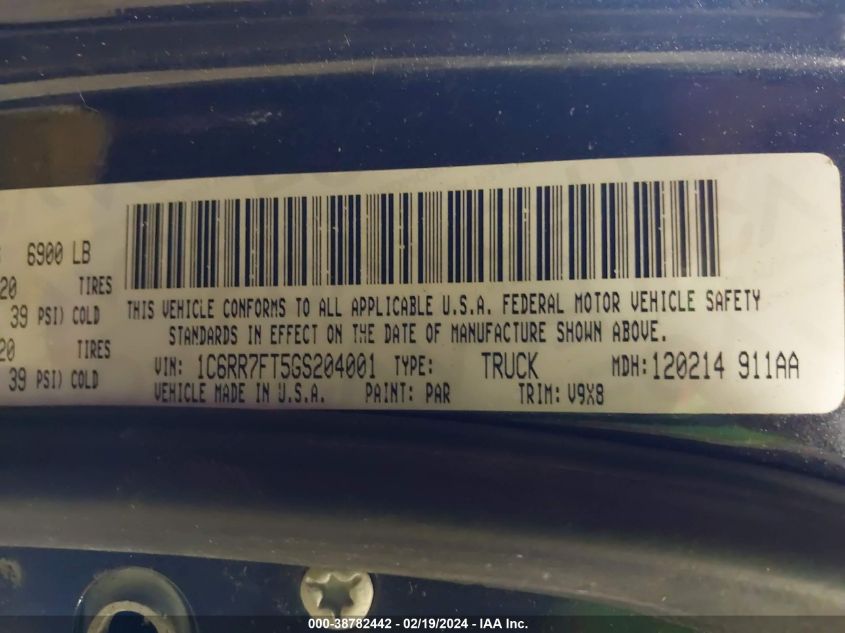 6900 LB
20 TIRES
39 PSI) COLD
20 TIRES
39 PSI) COLD
THIS VEHICLE CONFORMS TO ALL APPLICABLE U.S.A. FEDERAL MOTOR VEHICLE SAFETY
STANDARDS IN EFFECT ON THE DATE OF MANUFACTURE SHOWN ABOVE.
VIN: 1C6RR7FT5GS204001 TYPE: TRUCK MDH: 120214 911AA
VEHICLE MADE IN U.S.A. PAINT: PAR TRIM: V9X8
000-38782442 - 02/19/2024 - IAA Inc.